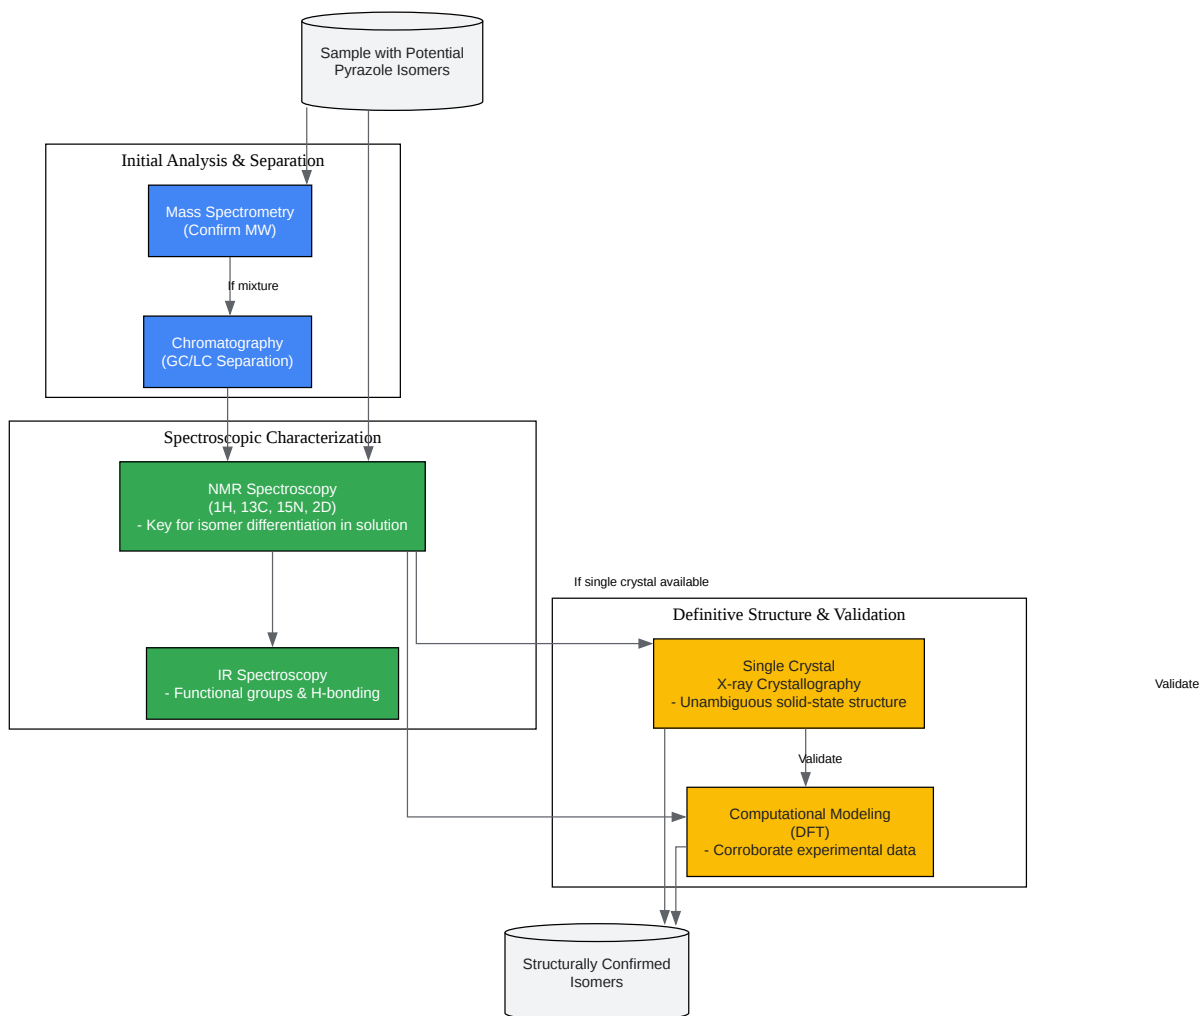 Sample with Potential
Pyrazole Isomers
Initial Analysis & Separation
Mass Spectrometry
(Confirm MW)
If mixture
Chromatography
(GC/LC Separation)
Spectroscopic Characterization
NMR Spectroscopy
(1H, 13C, 15N, 2D)
- Key for isomer differentiation in solution
IR Spectroscopy
- Functional groups & H-bonding
If single crystal available
Definitive Structure & Validation
Single Crystal
X-ray Crystallography
- Unambiguous solid-state structure
Validate
Validate
Computational Modeling
(DFT)
- Corroborate experimental data
Structurally Confirmed
Isomers